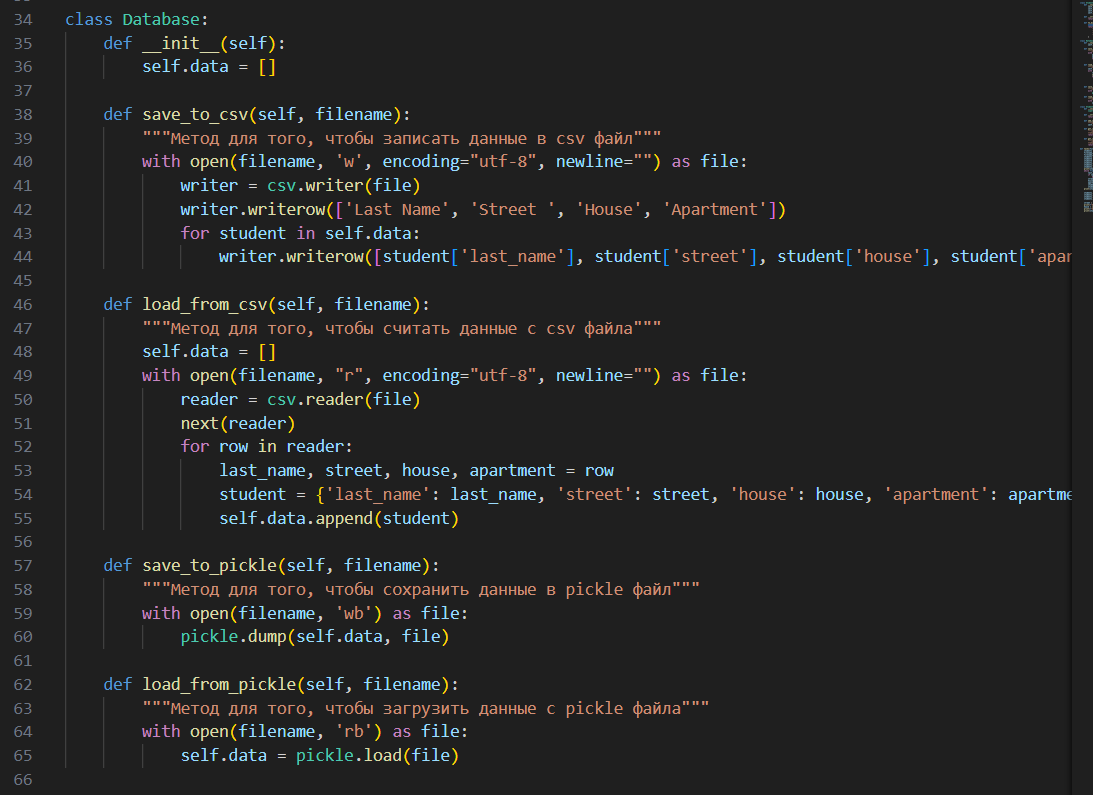 34 class Database:
35     def __init__(self):
36         self.data = []
37
38     def save_to_csv(self, filename):
39         """Метод для того, чтобы записать данные в csv файл"""
40         with open(filename, 'w', encoding="utf-8", newline="") as file:
41             writer = csv.writer(file)
42             writer.writerow(['Last Name', 'Street ', 'House', 'Apartment'])
43             for student in self.data:
44                 writer.writerow([student['last_name'], student['street'], student['house'], student['apar
45
46     def load_from_csv(self, filename):
47         """Метод для того, чтобы считать данные с csv файла"""
48         self.data = []
49         with open(filename, "r", encoding="utf-8", newline="") as file:
50             reader = csv.reader(file)
51             next(reader)
52             for row in reader:
53                 last_name, street, house, apartment = row
54                 student = {'last_name': last_name, 'street': street, 'house': house, 'apartment': apartme
55                 self.data.append(student)
56
57     def save_to_pickle(self, filename):
58         """Метод для того, чтобы сохранить данные в pickle файл"""
59         with open(filename, 'wb') as file:
60             pickle.dump(self.data, file)
61
62     def load_from_pickle(self, filename):
63         """Метод для того, чтобы загрузить данные с pickle файла"""
64         with open(filename, 'rb') as file:
65             self.data = pickle.load(file)
66